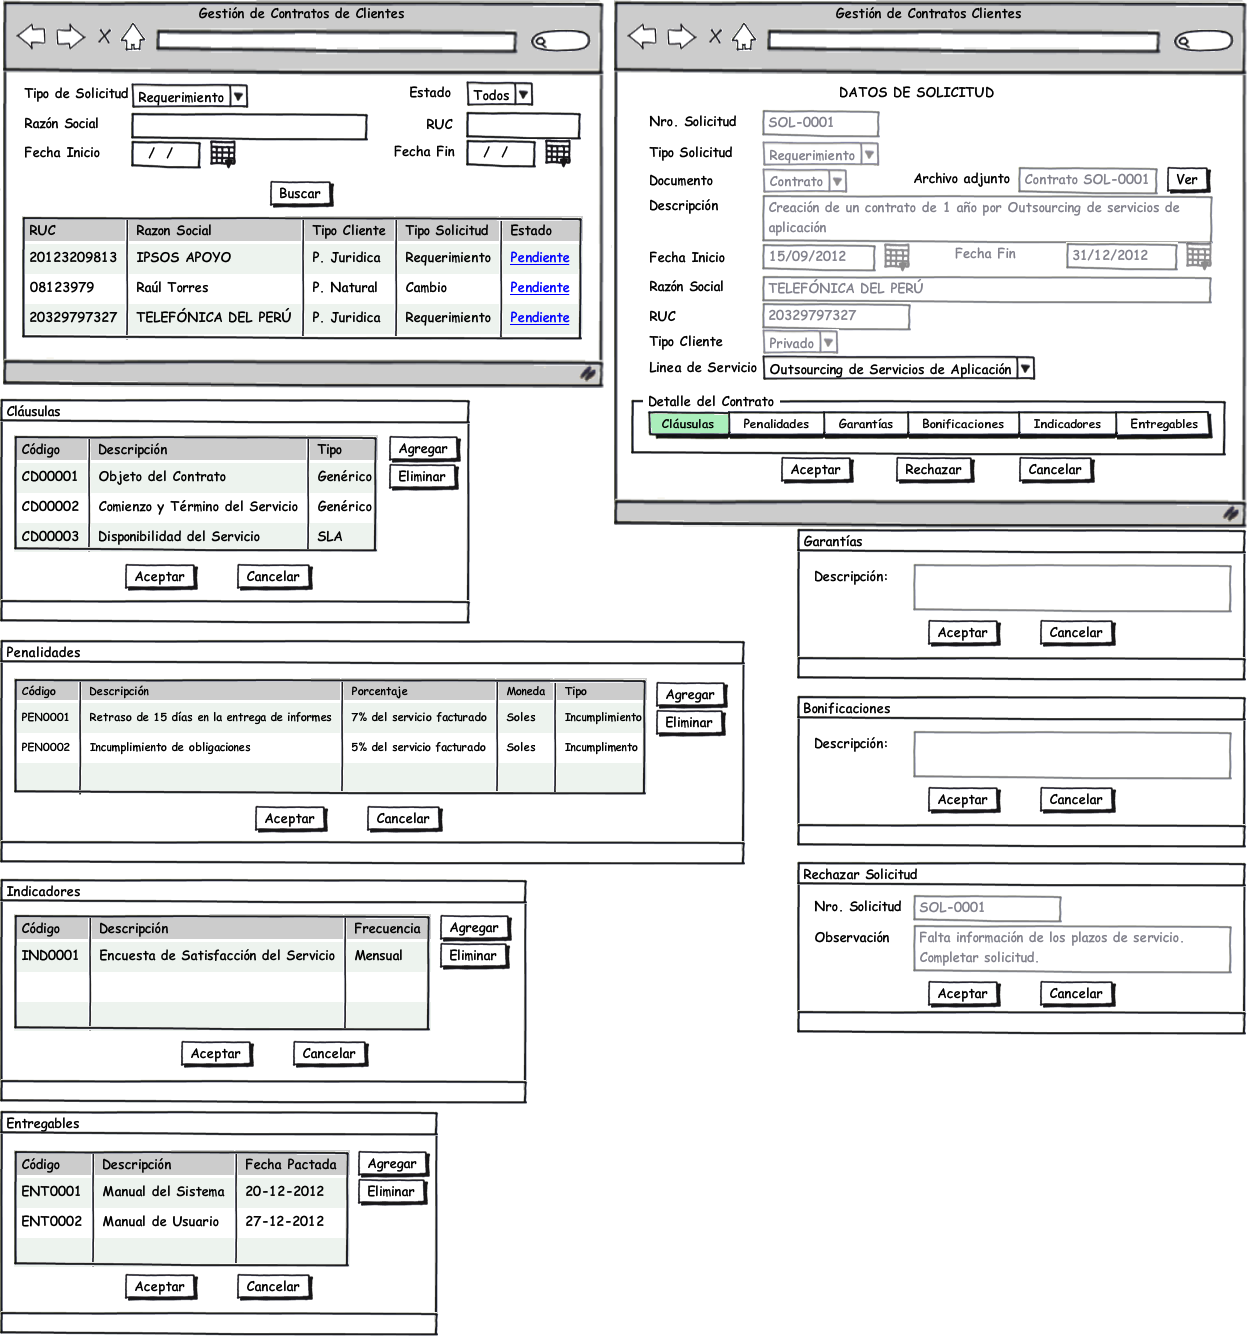 Gestión de Contratos de Clientes
Tipo de Solicitud Requerimiento Estado Todos
Razón Social RUC
Fecha Inicio / / Fecha Fin / /
Buscar
RUC Razon Social Tipo Cliente Tipo Solicitud Estado
20123209813 IPSOS APOYO P. Juridica Requerimiento Pendiente
08123979 Raúl Torres P. Natural Cambio Pendiente
20329797327 TELEFÓNICA DEL PERÚ P. Juridica Requerimiento Pendiente
Gestión de Contratos Clientes
DATOS DE SOLICITUD
Nro. Solicitud SOL-0001
Tipo Solicitud Requerimiento
Documento Contrato Archivo adjunto Contrato SOL-0001 Ver
Descripción Creación de un contrato de 1 año por Outsourcing de servicios de
aplicación
Fecha Inicio 15/09/2012 Fecha Fin 31/12/2012
Razón Social TELEFÓNICA DEL PERÚ
RUC 20329797327
Tipo Cliente Privado
Linea de Servicio Outsourcing de Servicios de Aplicación
Detalle del Contrato
Cláusulas Penalidades Garantías Bonificaciones Indicadores Entregables
Aceptar Rechazar Cancelar
Cláusulas
Código Descripción Tipo Agregar
CD00001 Objeto del Contrato Genérico Eliminar
CD00002 Comienzo y Término del Servicio Genérico
CD00003 Disponibilidad del Servicio SLA
Aceptar Cancelar
Penalidades
Código Descripción Porcentaje Moneda Tipo Agregar
PEN0001 Retraso de 15 días en la entrega de informes 7% del servicio facturado Soles Incumplimiento Eliminar
PEN0002 Incumplimiento de obligaciones 5% del servicio facturado Soles Incumplimento
Aceptar Cancelar
Indicadores
Código Descripción Frecuencia Agregar
IND0001 Encuesta de Satisfacción del Servicio Mensual Eliminar
Aceptar Cancelar
Entregables
Código Descripción Fecha Pactada Agregar
ENT0001 Manual del Sistema 20-12-2012 Eliminar
ENT0002 Manual de Usuario 27-12-2012
Aceptar Cancelar
Garantías
Descripción:
Aceptar Cancelar
Bonificaciones
Descripción:
Aceptar Cancelar
Rechazar Solicitud
Nro. Solicitud SOL-0001
Observación Falta información de los plazos de servicio.
Completar solicitud.
Aceptar Cancelar